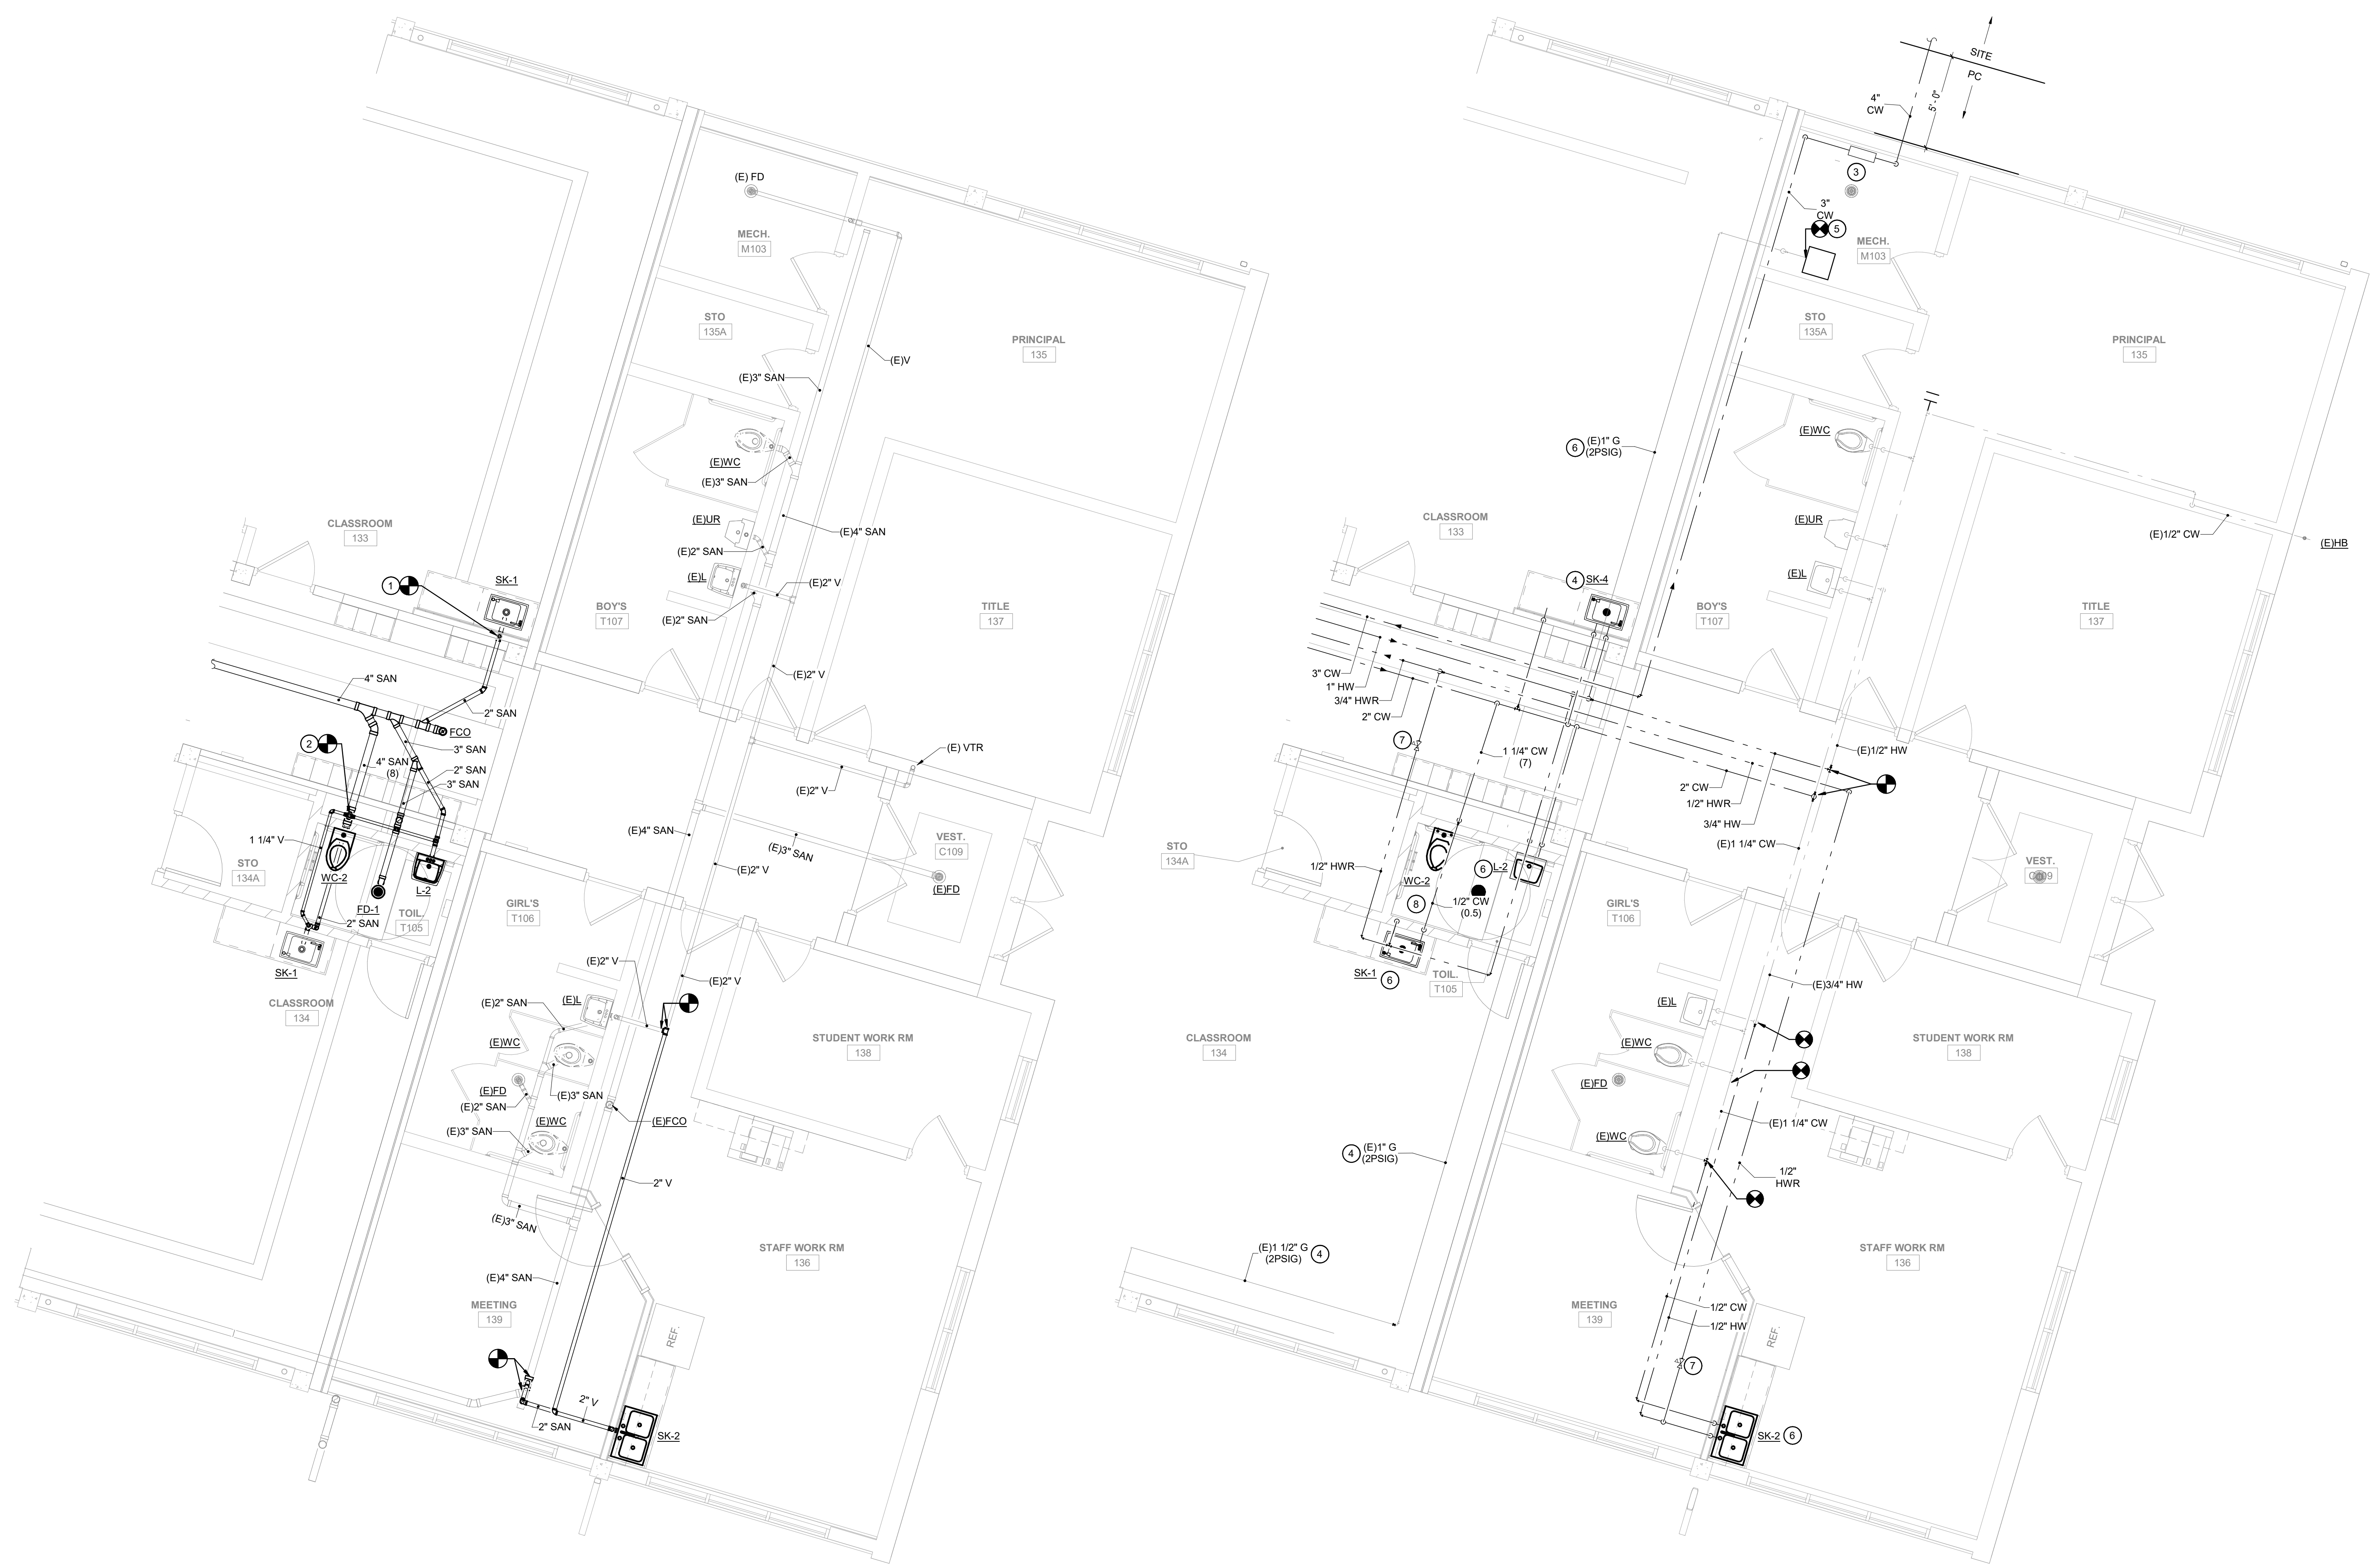 (E) FD
MECH.
M103
STO
135A
PRINCIPAL
135
(E)V
(E)3" SAN
(E)WC
(E)3" SAN
(E)UR
(E)4" SAN
(E)2" SAN
(E)L
(E)2" V
(E)2" SAN
BOY'S
T107
TITLE
137
(E)2" V
CLASSROOM
133
1
SK-1
4" SAN
2" SAN
FCO
2
3" SAN
4" SAN
(8)
2" SAN
3" SAN
1 1/4" V
STO
134A
WC-2
L-2
FD-1
2" SAN
TOIL.
T105
SK-1
CLASSROOM
134
(E) VTR
(E)2" V
(E)4" SAN
(E)3" SAN
VEST.
C109
(E)2" V
(E)FD
GIRL'S
T106
(E)2" V
(E)2" V
(E)2" SAN
(E)L
(E)WC
STUDENT WORK RM
138
(E)FD
(E)3" SAN
(E)2" SAN
(E)WC
(E)FCO
(E)3" SAN
2" V
(E)3" SAN
STAFF WORK RM
136
(E)4" SAN
MEETING
139
REF.
2" V
2" SAN
SK-2
SITE
PC
5' - 0"
4"
CW
3
3"
CW
5
MECH.
M103
STO
135A
PRINCIPAL
135
6
(E)1" G
(2PSIG)
(E)WC
(E)UR
(E)1/2" CW
(E)HB
(E)L
CLASSROOM
133
4
SK-4
BOY'S
T107
TITLE
137
3" CW
1" HW
3/4" HWR
2" CW
7
1 1/4" CW
(7)
(E)1/2" HW
2" CW
1/2" HWR
3/4" HW
(E)1 1/4" CW
STO
134A
1/2" HWR
WC-2
6
L-2
8
1/2" CW
(0.5)
VEST.
C109
SK-1
6
TOIL.
T105
GIRL'S
T106
(E)3/4" HW
(E)L
CLASSROOM
134
(E)WC
STUDENT WORK RM
138
(E)FD
(E)1 1/4" CW
(E)WC
4
(E)1" G
(2PSIG)
1/2"
HWR
(E)1 1/2" G
(2PSIG)
4
STAFF WORK RM
136
MEETING
139
1/2" CW
1/2" HW
REF.
7
SK-2
6